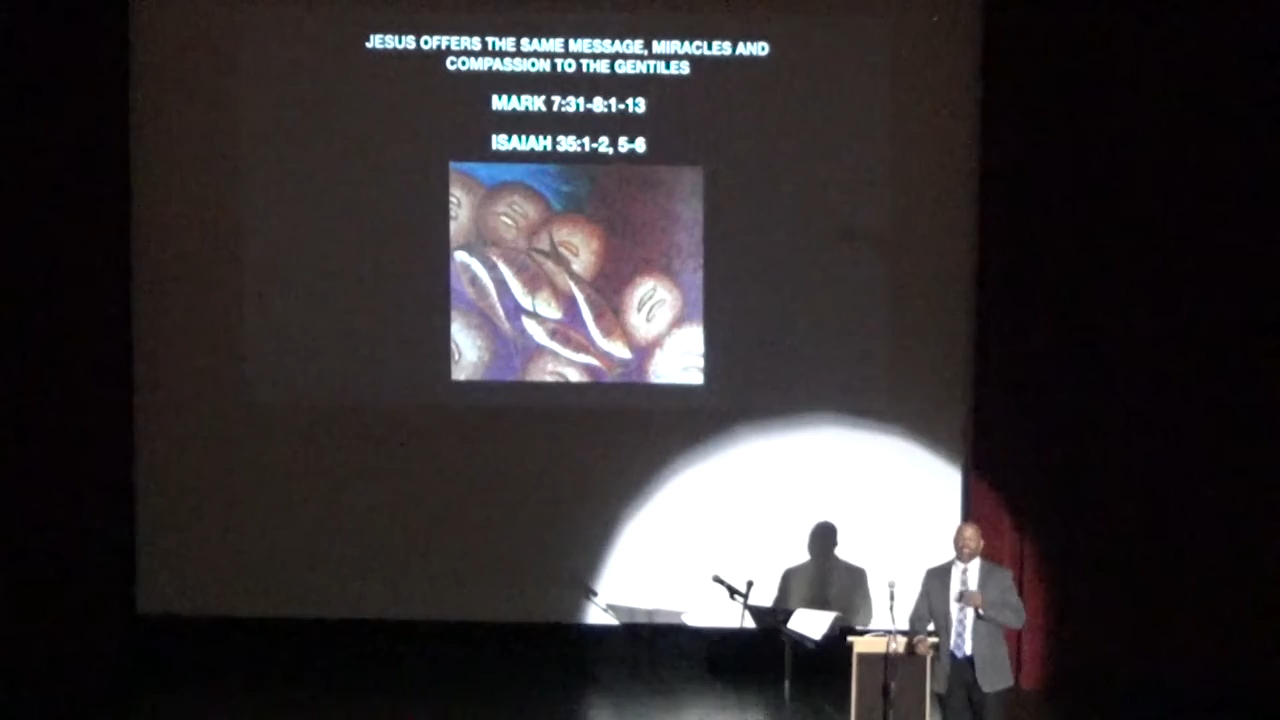 JESUS OFFERS THE SAME MESSAGE, MIRACLES AND
COMPASSION TO THE GENTILES
MARK 7:31-8:1-13
ISAIAH 35:1-2, 5-6